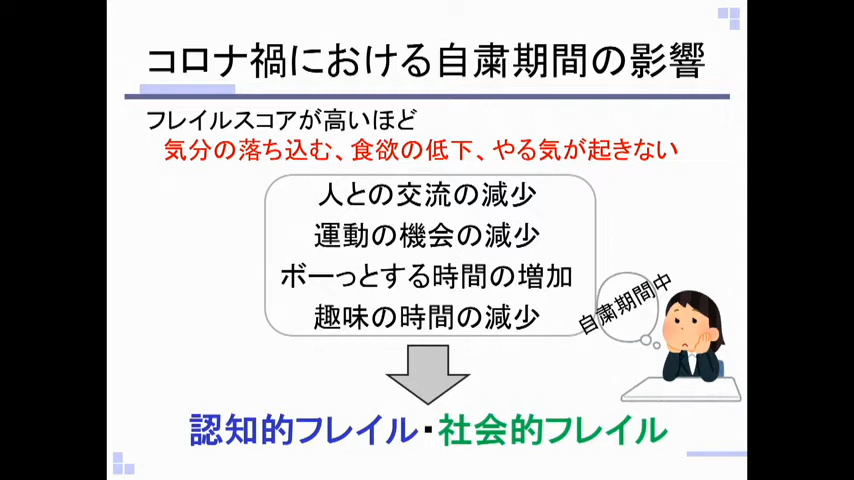 コロナ禍における自粛期間の影響
フレイルスコアが高いほど
気分の落ち込む、食欲の低下、やる気が起きない
人との交流の減少
運動の機会の減少
ボーっとする時間の増加
趣味の時間の減少
自粛期間中
認知的フレイル・社会的フレイル